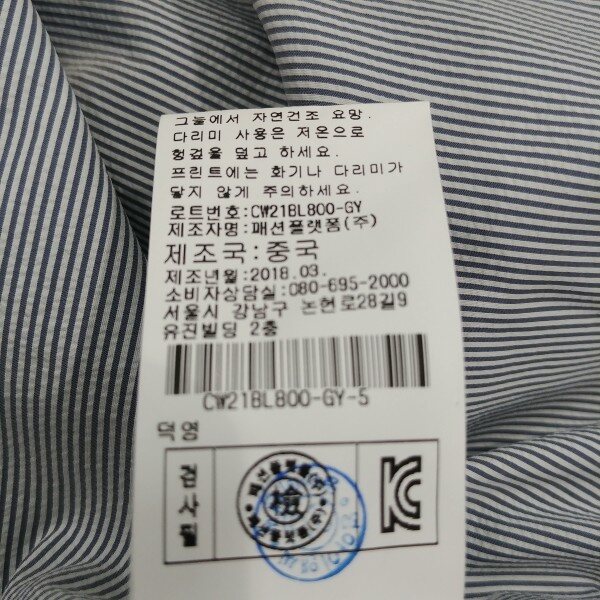 그늘에서 자연건조 요망.
다리미 사용은 저온으로
헝겊을 덮고 하세요.
프린트에는 화기나 다리미가
닿지 않게 주의하세요.
로트번호:CW21BL800-GY
제조자명:패션플랫폼(주)
제조국:중국
제조년월:2018.03.
소비자상담실:080-695-2000
서울시 강남구 논현로28길9
유진빌딩 2층
CW21BL800-GY-5
덕영
검사필
檢